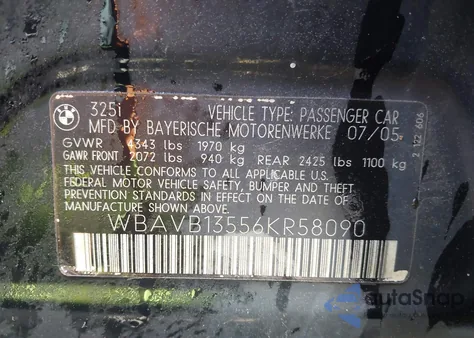 325i VEHICLE TYPE: PASSENGER CAR
MFD BY BAYERISCHE MOTORENWERKE 07/05
GVWR 4343 lbs 1970 kg
GAWR FRONT 2072 lbs 940 kg REAR 2425 lbs 1100 kg
THIS VEHICLE CONFORMS TO ALL APPLICABLE U.S.
FEDERAL MOTOR VEHICLE SAFETY, BUMPER AND THEFT
PREVENTION STANDARDS IN EFFECT ON THE DATE OF
MANUFACTURE SHOWN ABOVE.
WBAVB13556KR58090
autoSnap